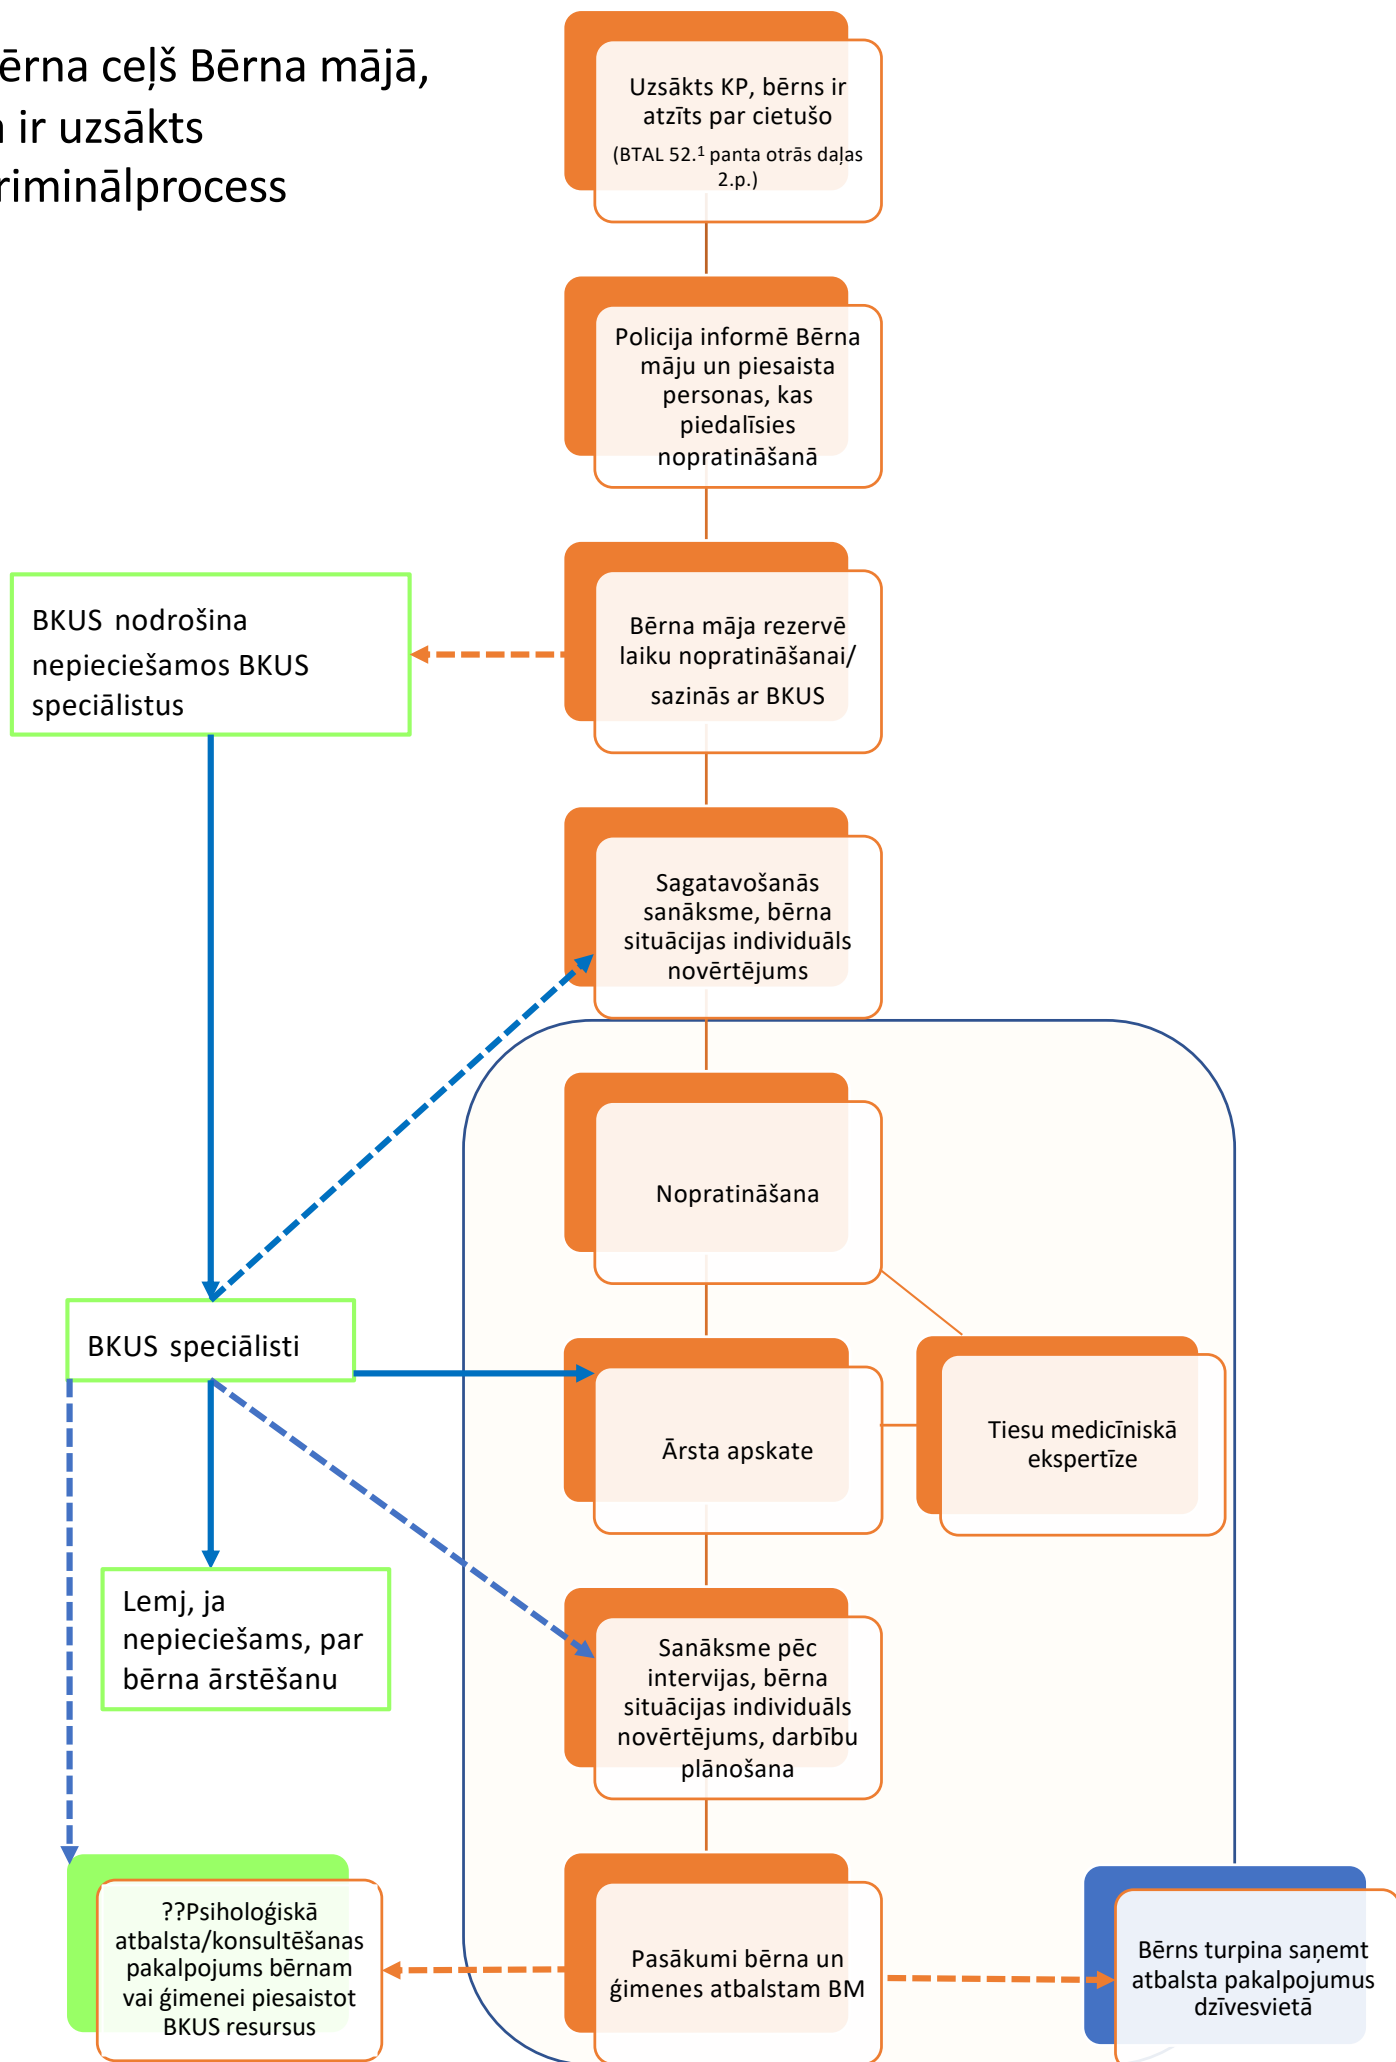 ērna ceļš Bērna mājā,
ir uzsākts
riminālprocess
Uzsākts KP, bērns ir
atzīts par cietušo
(BTAL 52.¹ panta otrās daļas
2.p.)
Policija informē Bērna
māju un piesaista
personas, kas
piedalīsies
nopratināšanā
BKUS nodrošina
nepieciešamos BKUS
speciālistus
Bērna māja rezervē
laiku nopratināšanai/
sazinās ar BKUS
Sagatavošanās
sanāksme, bērna
situācijas individuāls
novērtējums
Nopratināšana
BKUS speciālisti
Ārsta apskate
Tiesu medicīniskā
ekspertīze
Lemj, ja
nepieciešams, par
bērna ārstēšanu
Sanāksme pēc
intervijas, bērna
situācijas individuāls
novērtējums, darbību
plānošana
??Psiholoģiskā
atbalsta/konsultēšanas
pakalpojums bērnam
vai ģimenei piesaistot
BKUS resursus
Pasākumi bērna un
ģimenes atbalstam BM
Bērns turpina saņemt
atbalsta pakalpojumus
dzīvesvietā